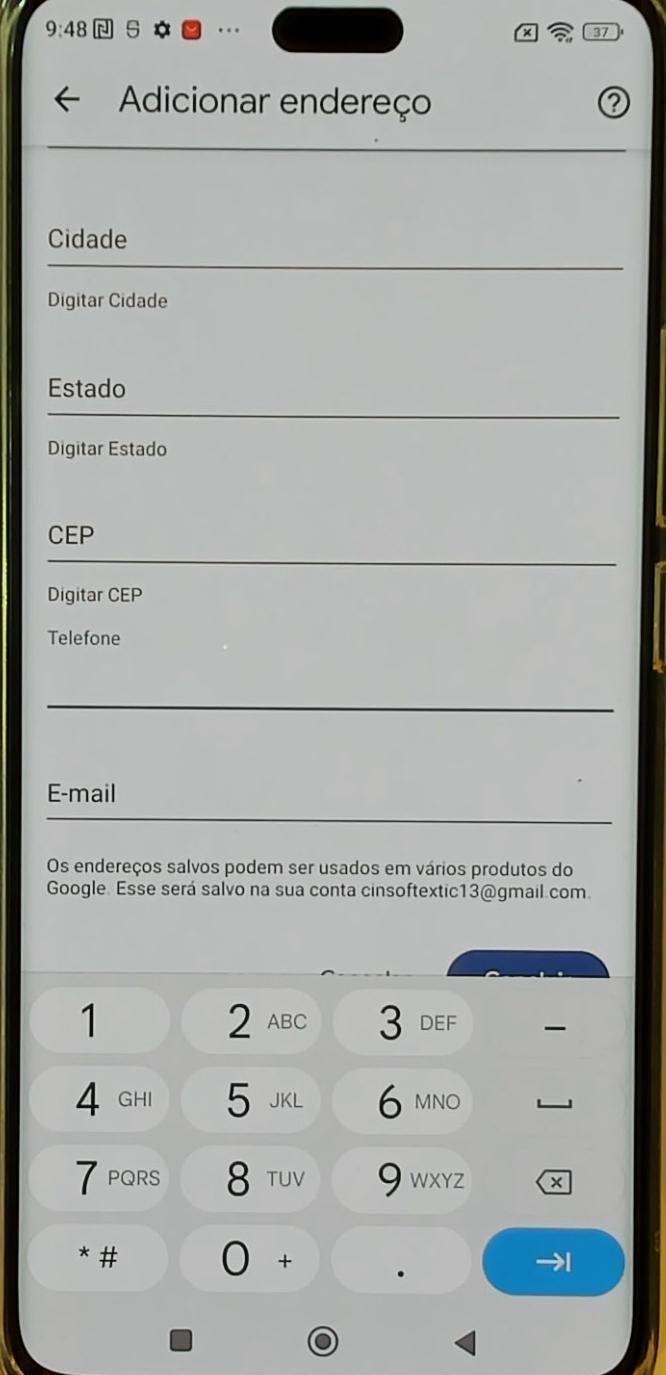 9:48
37
Adicionar endereço
Cidade
Digitar Cidade
Estado
Digitar Estado
CEP
Digitar CEP
Telefone
E-mail
Os endereços salvos podem ser usados em vários produtos do
Google. Esse será salvo na sua conta cinsoftextic13@gmail.com.
1 2 ABC 3 DEF –
4 GHI 5 JKL 6 MNO
7 PQRS 8 TUV 9 WXYZ
* # 0 + .